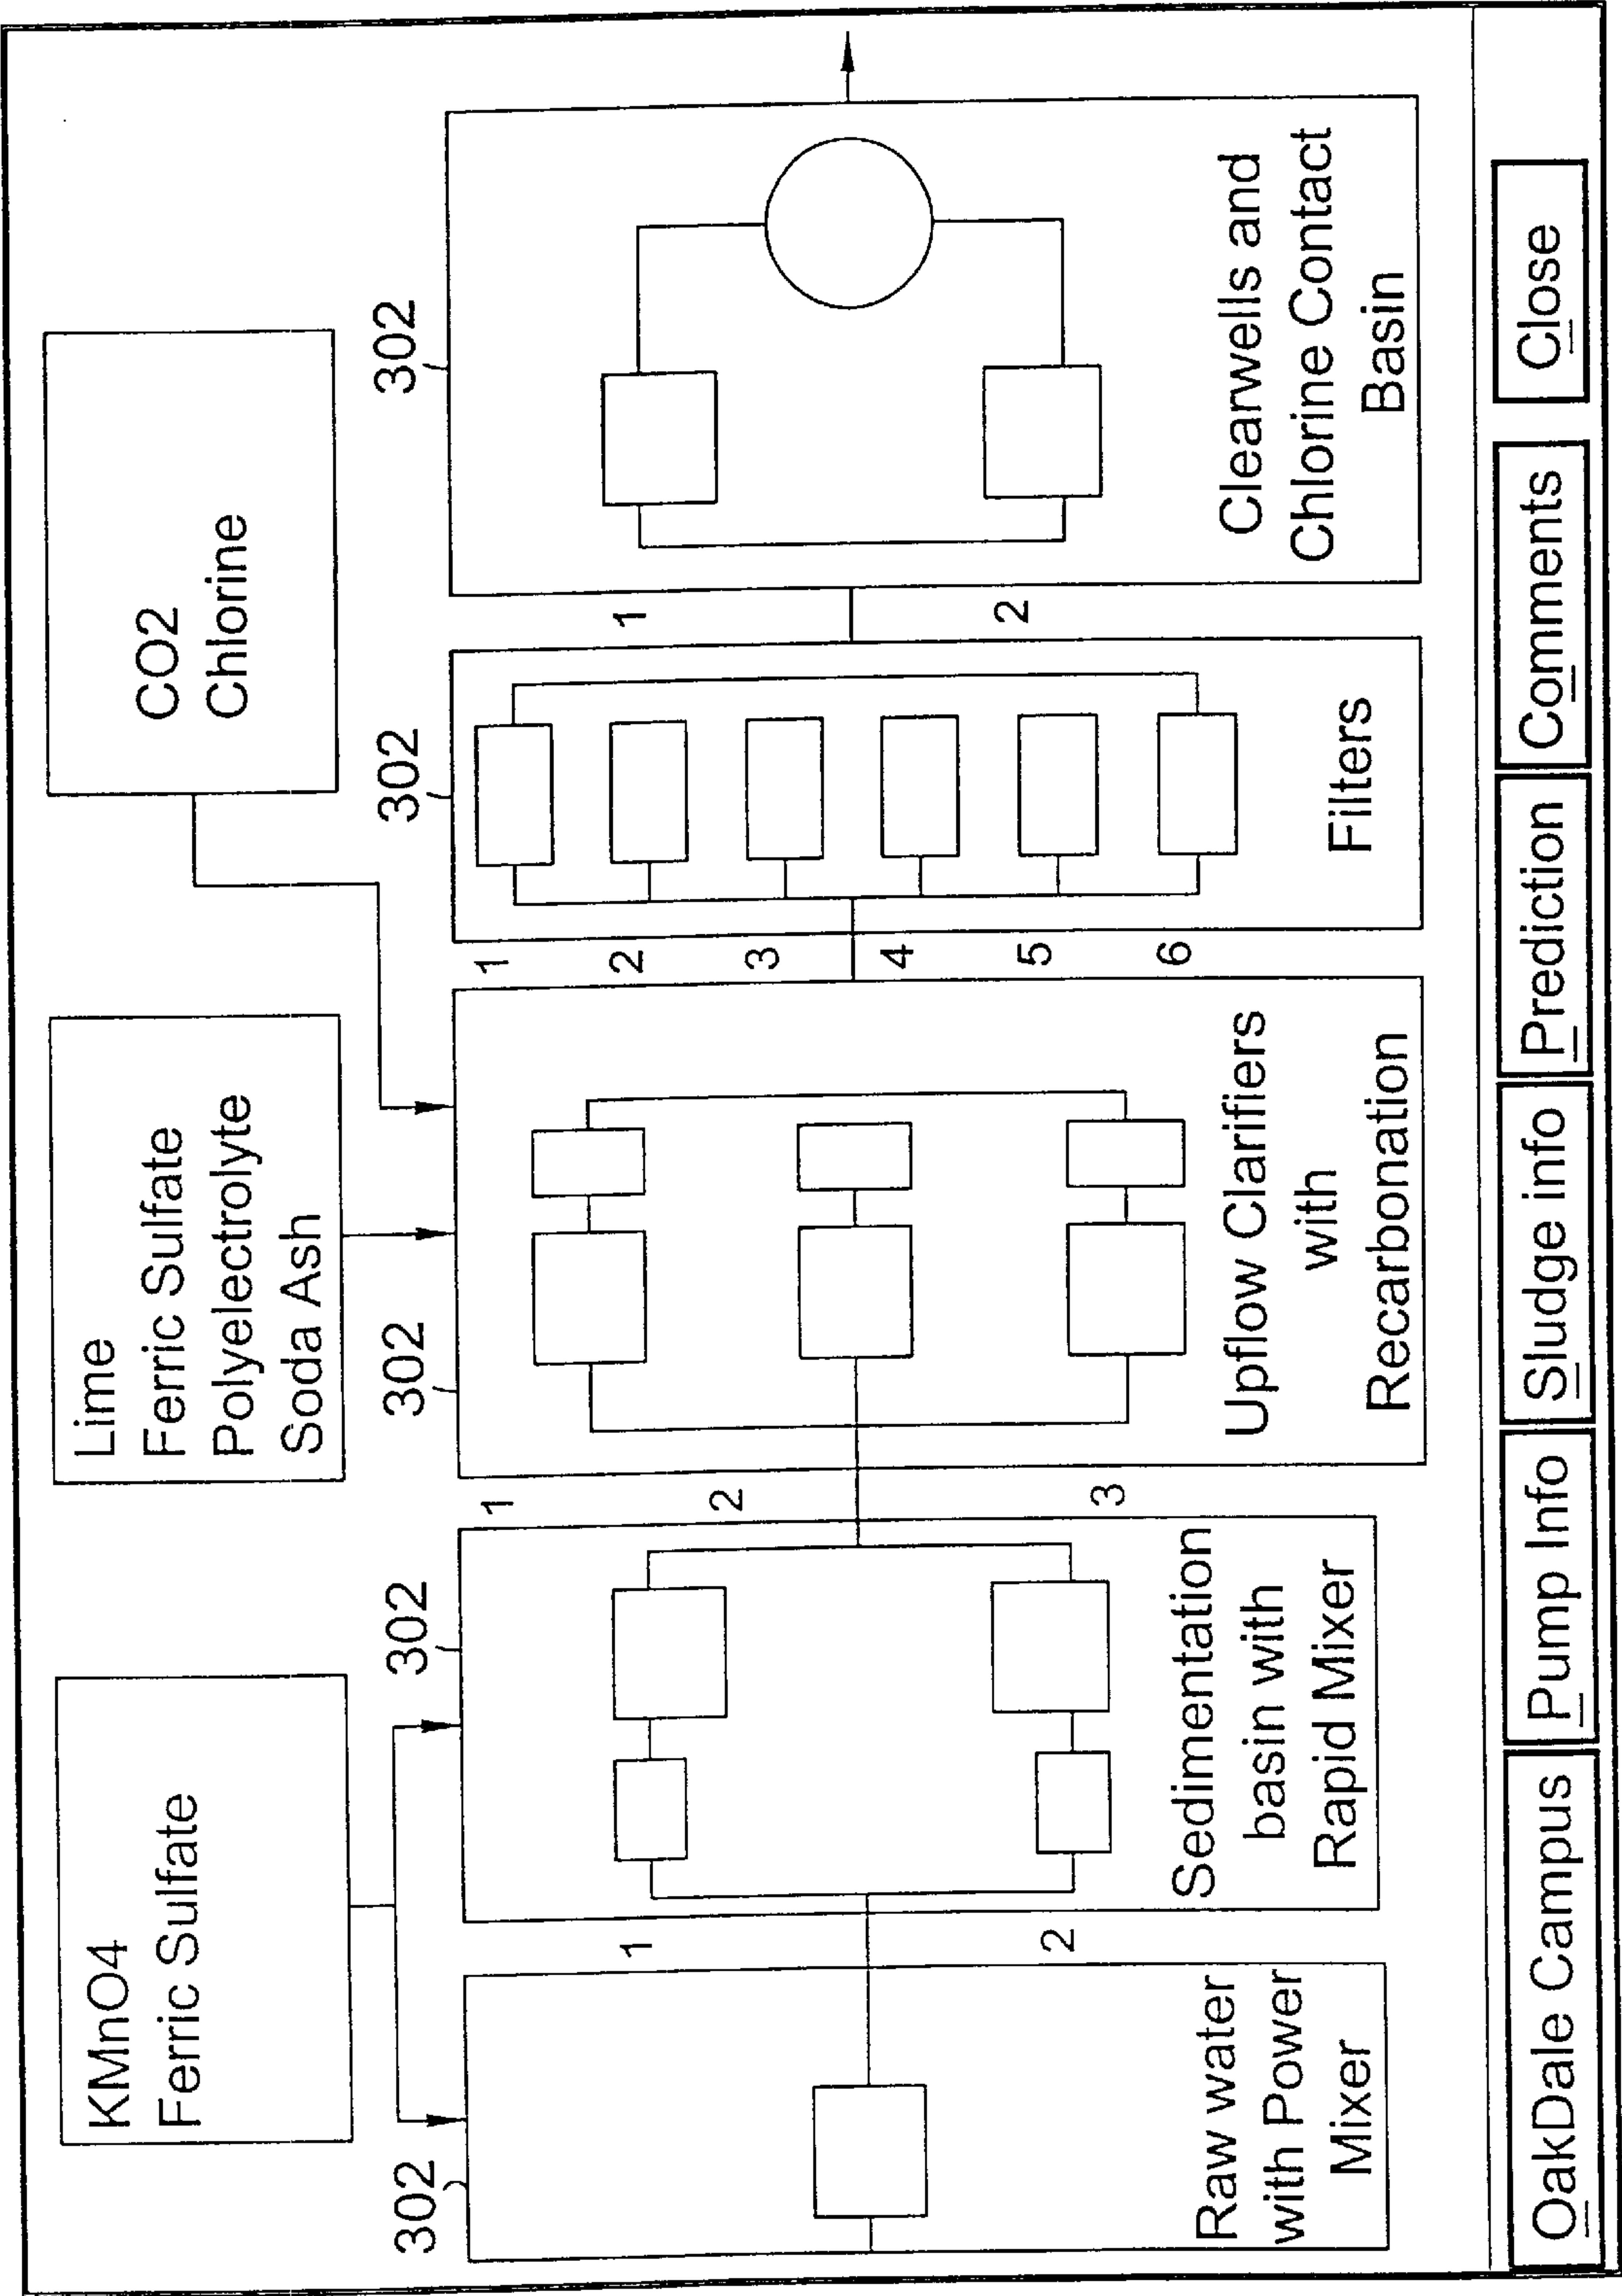 KMnO4
Ferric Sulfate
Lime
Ferric Sulfate
Polyelectrolyte
Soda Ash
CO2
Chlorine
302
302
302
302
302
1
2
1
2
3
1
2
3
4
5
6
1
2
Raw water
with Power
Mixer
Sedimentation
basin with
Rapid Mixer
Upflow Clarifiers
with
Recarbonation
Filters
Clearwells and
Chlorine Contact
Basin
OakDale Campus
Pump Info
Sludge info
Prediction
Comments
Close